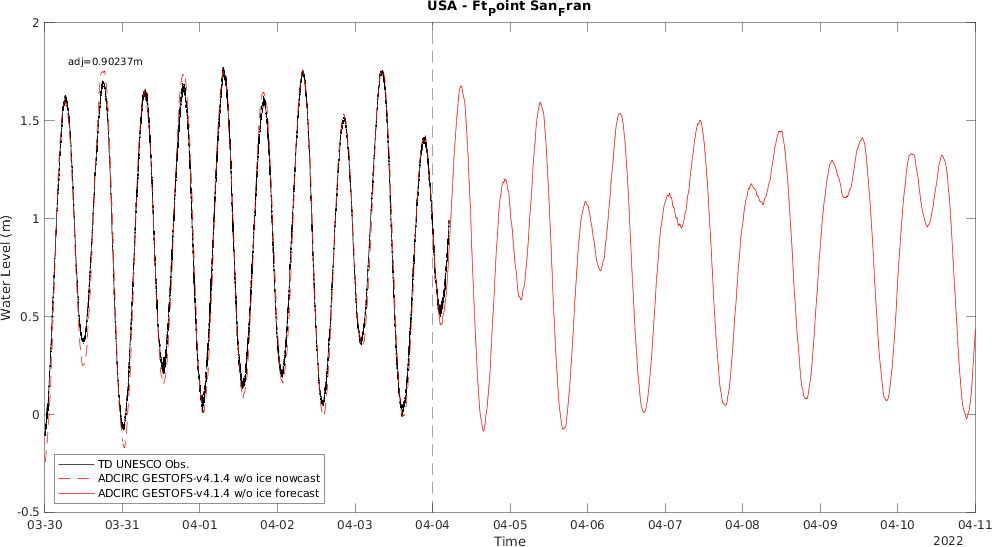 USA - FtPoint SanFran
adj=0.90237m
2
1.5
1
0.5
0
-0.5
Water Level (m)
TD UNESCO Obs.
ADCIRC GESTOFS-v4.1.4 w/o ice nowcast
ADCIRC GESTOFS-v4.1.4 w/o ice forecast
03-30 03-31 04-01 04-02 04-03 04-04 04-05 04-06 04-07 04-08 04-09 04-10 04-11
Time
2022